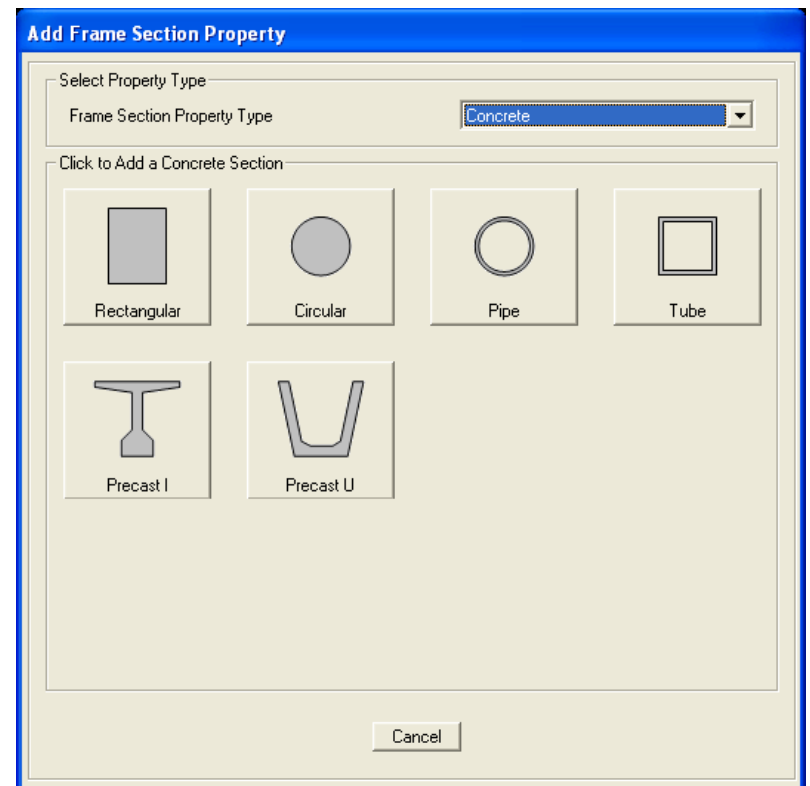 Add Frame Section Property
Select Property Type
Frame Section Property Type
Concrete
Click to Add a Concrete Section
Rectangular
Circular
Pipe
Tube
Precast I
Precast U
Cancel